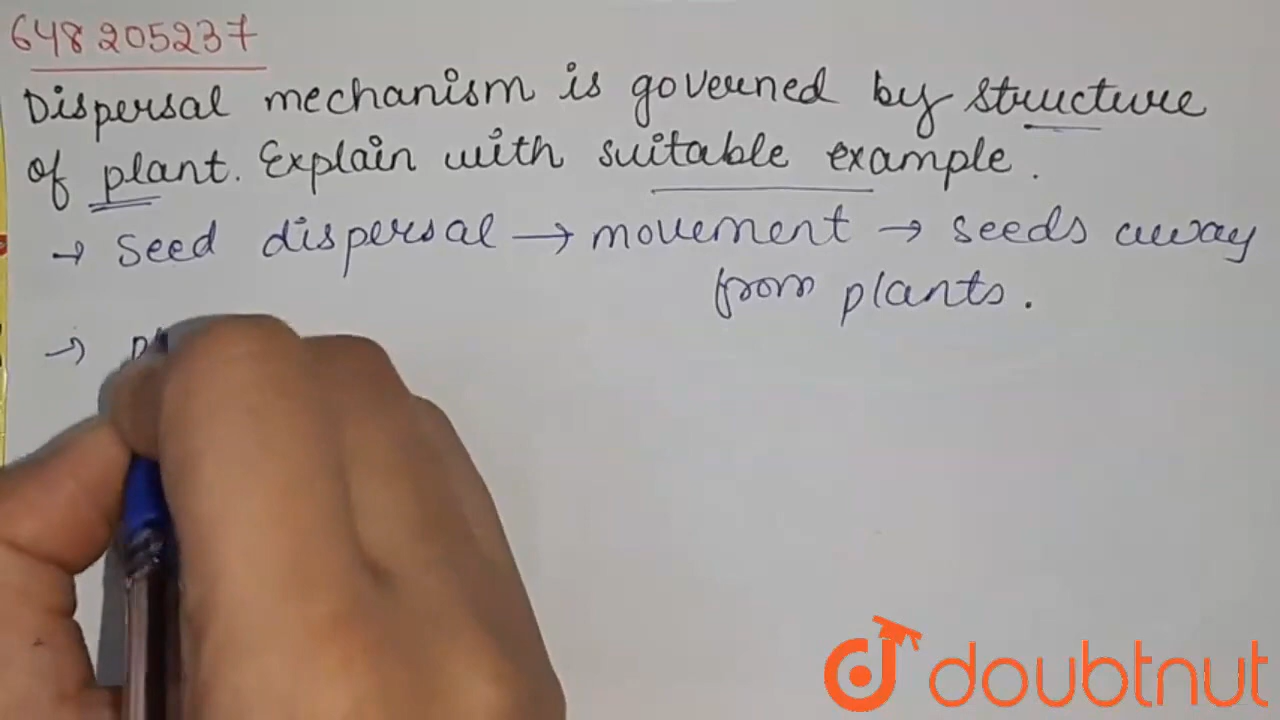 648205237
Dispersal mechanism is governed by structure
of plant. Explain with suitable example.
→ Seed dispersal → movement → seeds away
from plants.
→
doubtnut